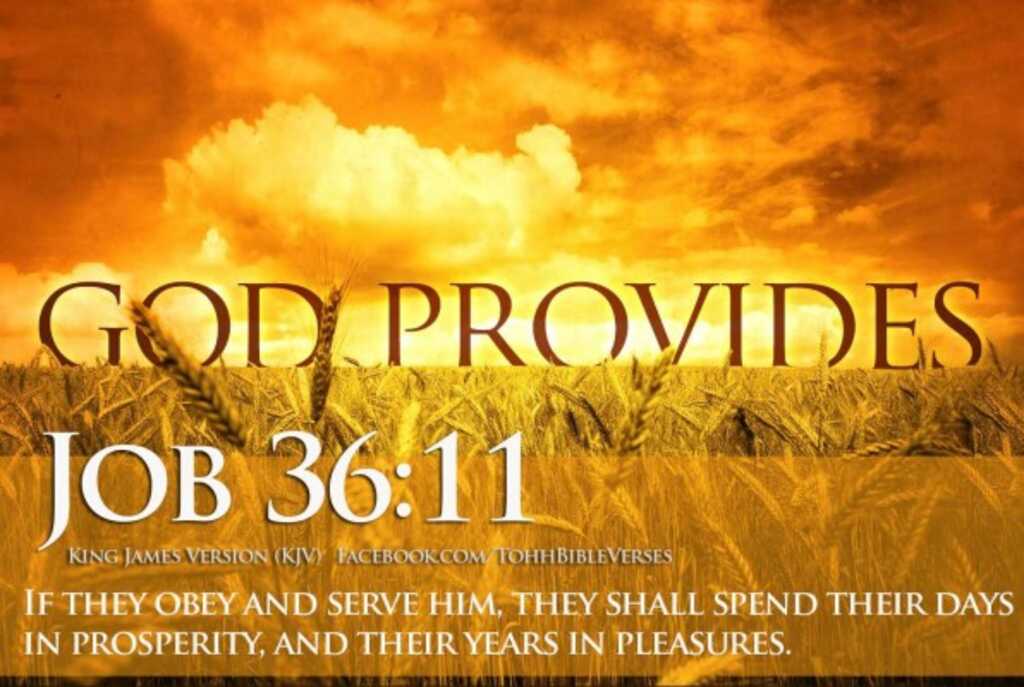 GOD PROVIDES
JOB 36:11
KING JAMES VERSION (KJV) FACEBOOK.COM/TOHHBIBLEVERSES
IF THEY OBEY AND SERVE HIM, THEY SHALL SPEND THEIR DAYS
IN PROSPERITY, AND THEIR YEARS IN PLEASURES.